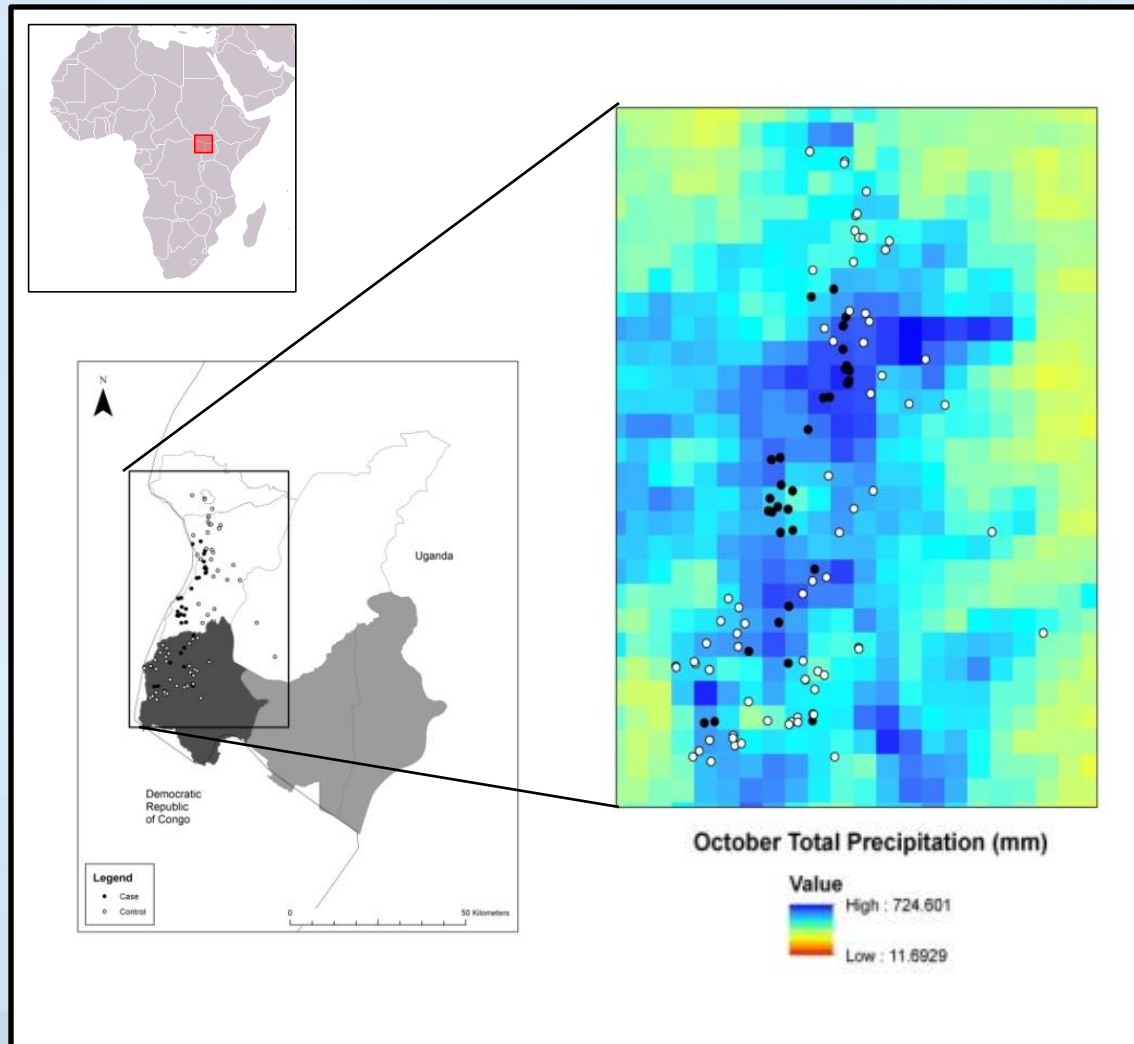 N
Uganda
Democratic
Republic
of Congo
Legend
Case
Control
0
50 Kilometers
October Total Precipitation (mm)
Value
High : 724.601
Low : 11.6929